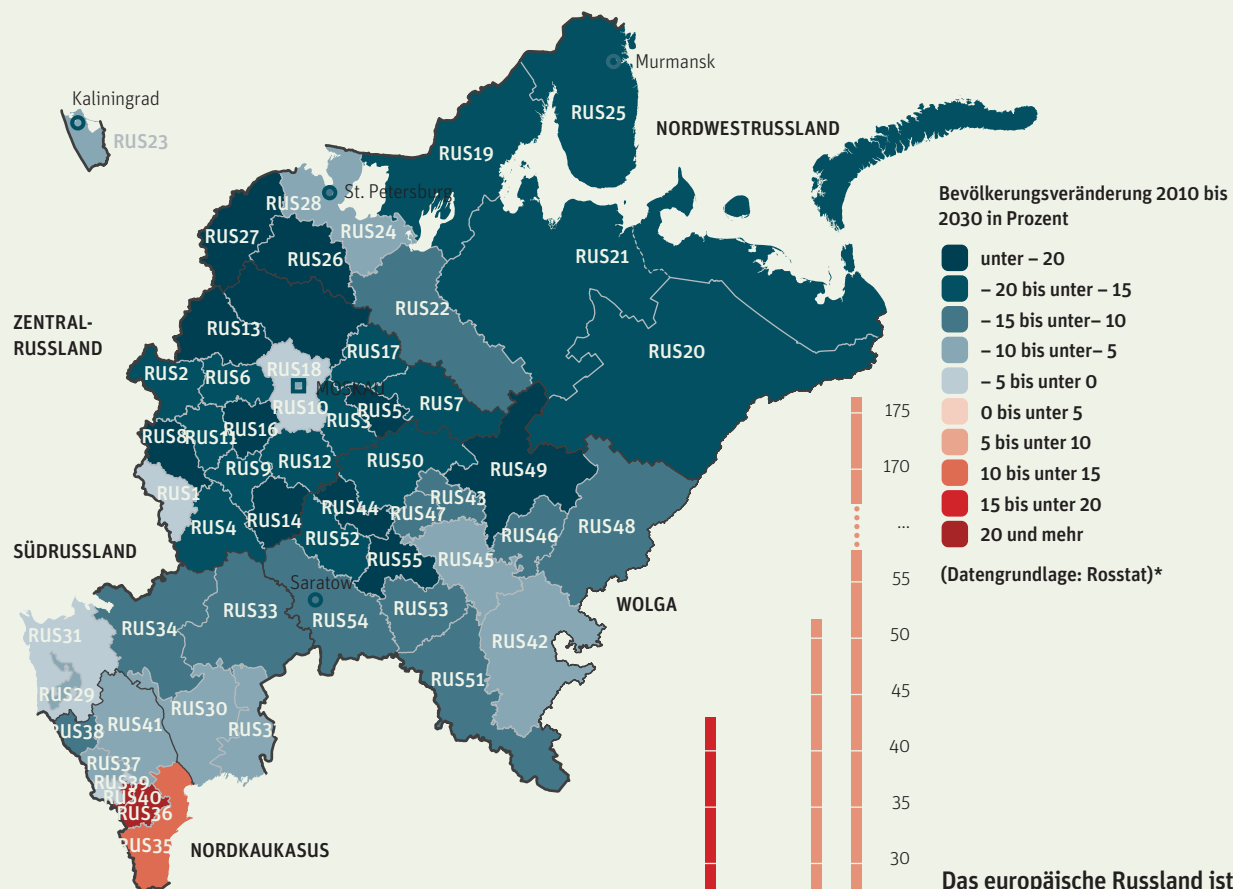 Murmansk
Kaliningrad
RUS25
NORDWESTRUSSLAND
RUS23
RUS19
Bevölkerungsveränderung 2010 bis
2030 in Prozent
St. Petersburg
RUS28
RUS24
RUS27
RUS26
RUS21
unter – 20
– 20 bis unter – 15
– 15 bis unter– 10
– 10 bis unter– 5
– 5 bis unter 0
0 bis unter 5
5 bis unter 10
10 bis unter 15
15 bis unter 20
20 und mehr
(Datengrundlage: Rosstat)*
RUS22
ZENTRAL-
RUSSLAND
RUS13
RUS17
RUS20
RUS2
RUS6
RUS18
MOSKAU
RUS10
RUS3
RUS5
RUS7
RUS8
RUS11
RUS16
RUS9
RUS12
RUS50
RUS49
RUS1
RUS4
RUS14
RUS44
RUS47
RUS43
RUS46
RUS48
RUS52
RUS55
RUS45
SÜDRUSSLAND
Saratow
WOLGA
RUS33
RUS54
RUS53
RUS31
RUS34
RUS42
RUS29
RUS51
RUS41
RUS30
RUS38
RUS37
RUS39
RUS40
RUS36
RUS35
NORDKAUKASUS
175
170
...
55
50
45
40
35
30
Das europäische Russland ist